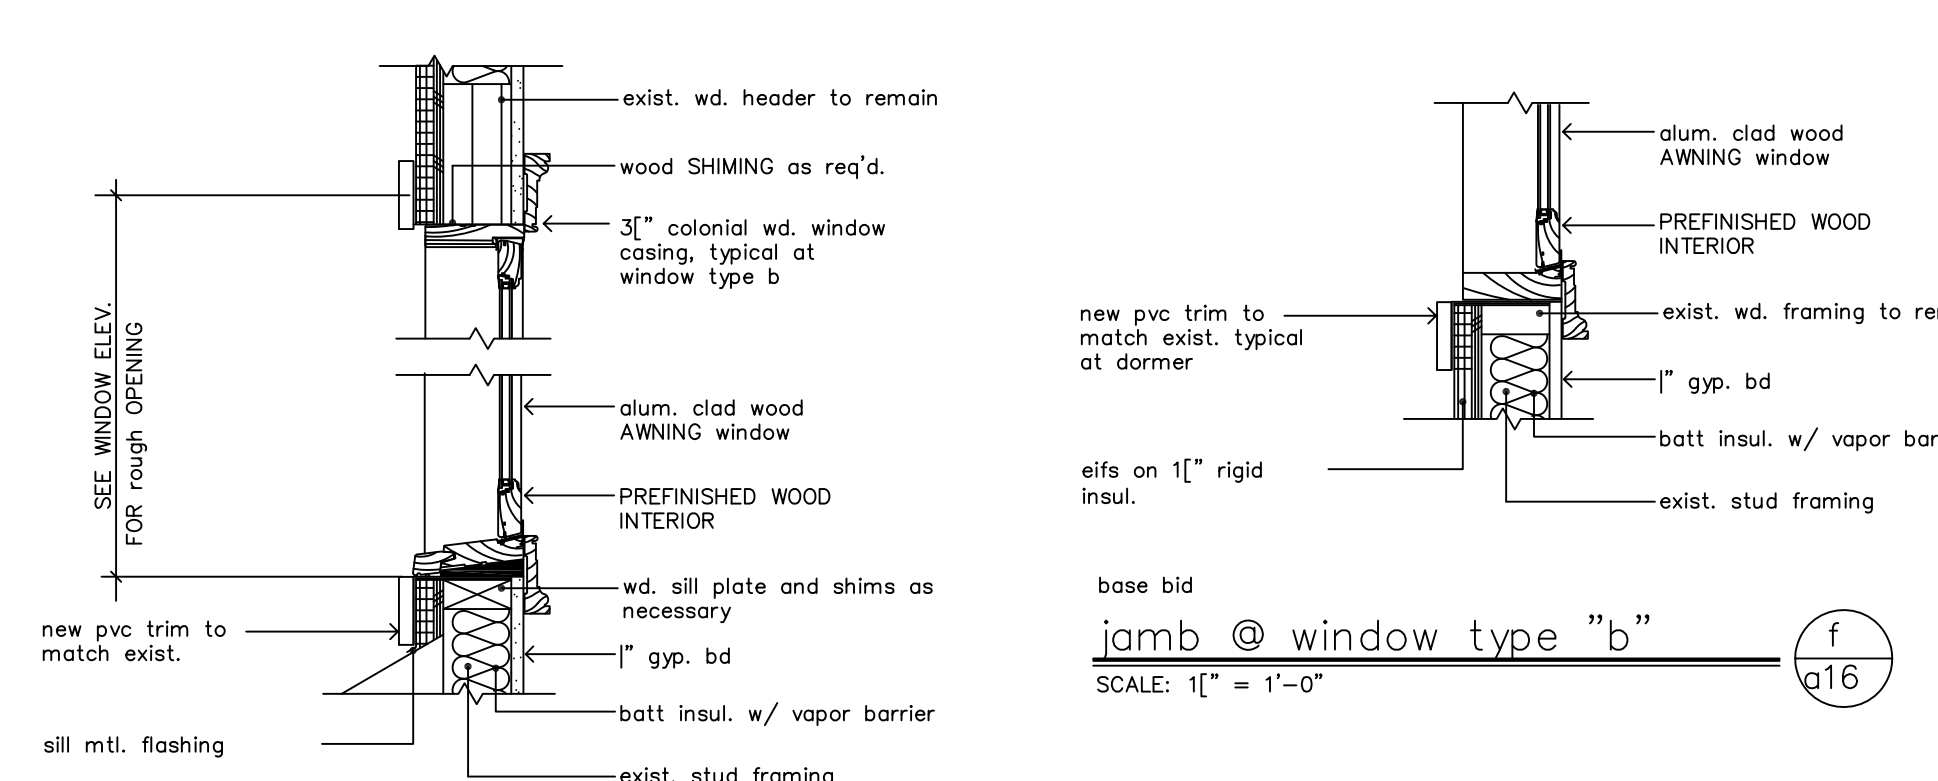 exist. wd. header to remain
wood SHIMING as req'd.
3[" colonial wd. window
casing, typical at
window type b
SEE WINDOW ELEV.
FOR rough OPENING
alum. clad wood
AWNING window
PREFINISHED WOOD
INTERIOR
wd. sill plate and shims as
necessary
new pvc trim to
match exist.
|" gyp. bd
batt insul. w/ vapor barrier
sill mtl. flashing
exist. stud framing
alum. clad wood
AWNING window
PREFINISHED WOOD
INTERIOR
new pvc trim to
match exist. typical
at dormer
exist. wd. framing to
|" gyp. bd
batt insul. w/ vapor
eifs on 1[" rigid
insul.
exist. stud framing
base bid
jamb @ window type "b"
SCALE: 1[" = 1'-0"
f
a16